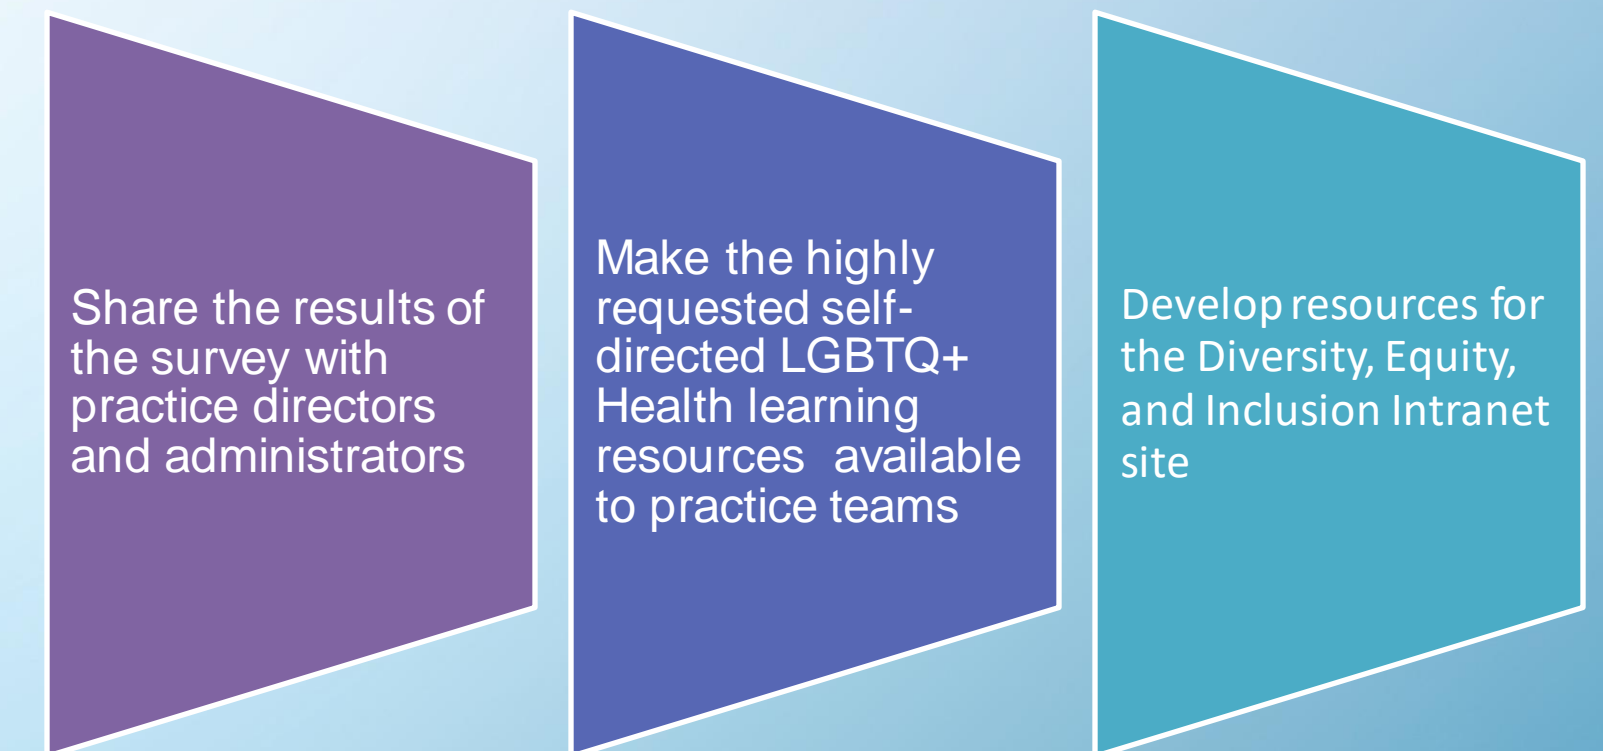 Share the results of
the survey with
practice directors
and administrators
Make the highly
requested self-
directed LGBTQ+
Health learning
resources available
to practice teams
Develop resources for
the Diversity, Equity,
and Inclusion Intranet
site